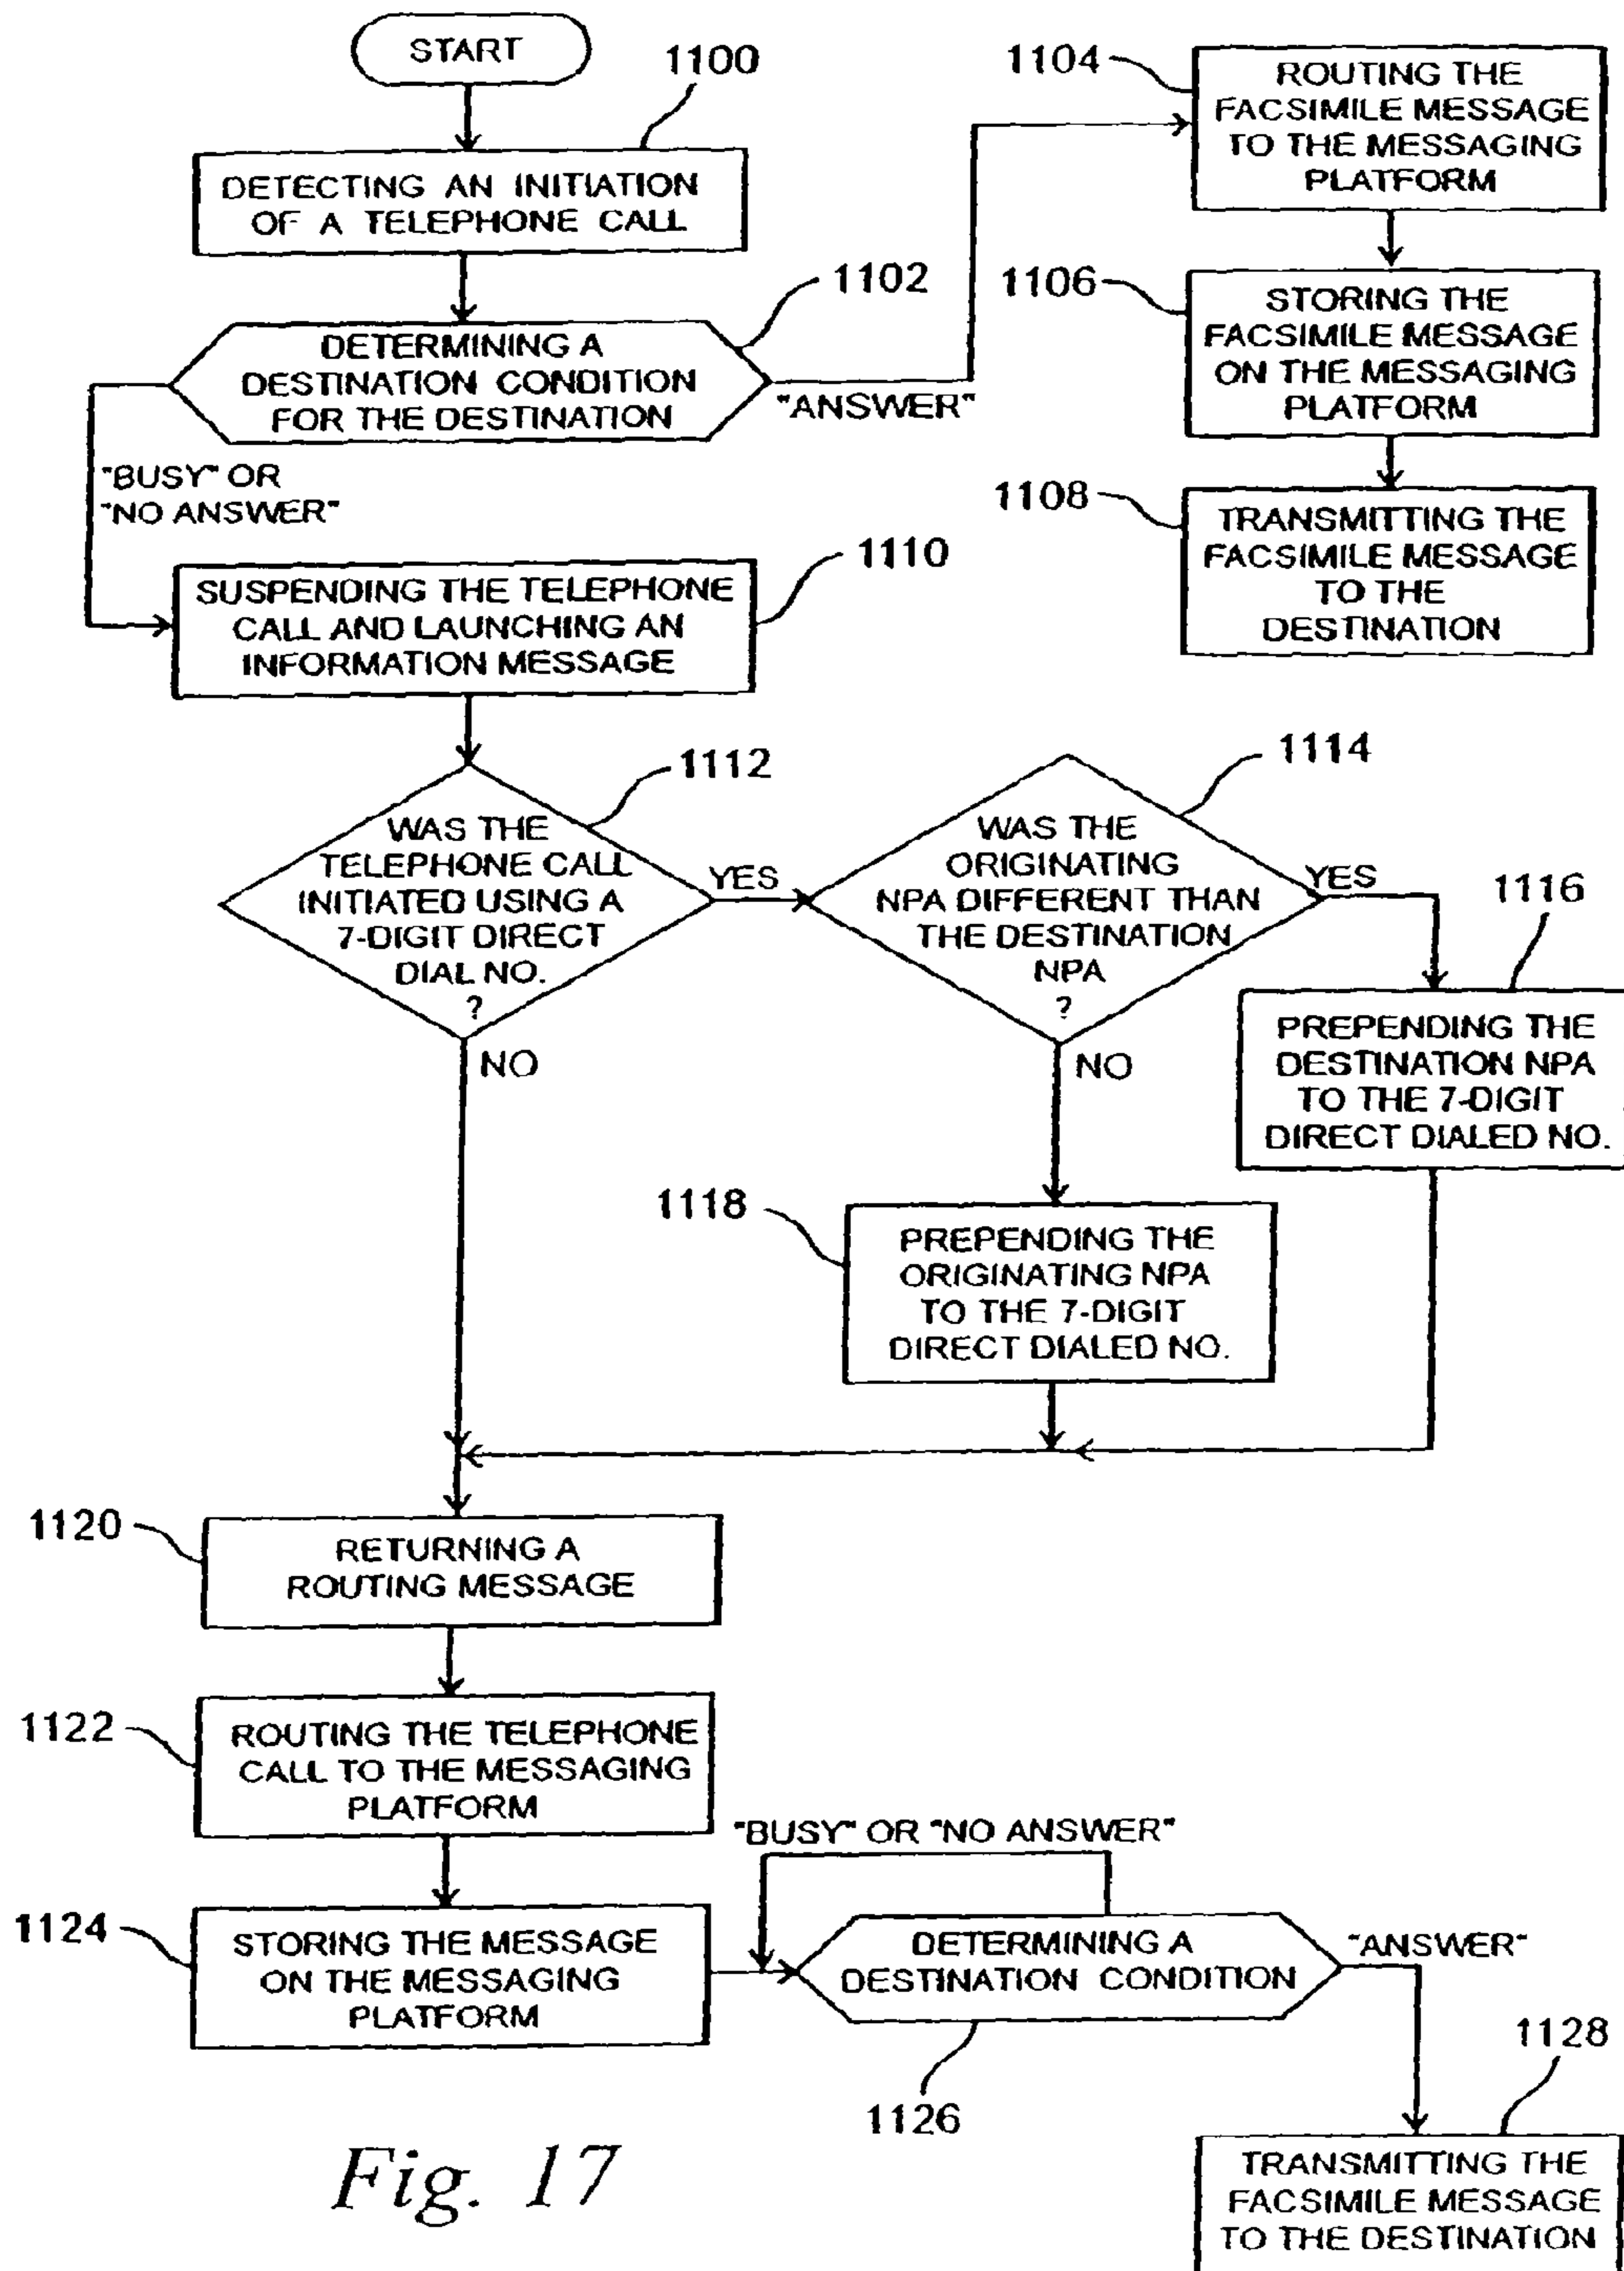 START
1100
DETECTING AN INITIATION
OF A TELEPHONE CALL
1102
DETERMINING A
DESTINATION CONDITION
FOR THE DESTINATION
"ANSWER"
"BUSY" OR
"NO ANSWER"
1104
ROUTING THE
FACSIMILE MESSAGE
TO THE MESSAGING
PLATFORM
1106
STORING THE
FACSIMILE MESSAGE
ON THE MESSAGING
PLATFORM
1108
TRANSMITTING THE
FACSIMILE MESSAGE
TO THE
DESTINATION
1110
SUSPENDING THE TELEPHONE
CALL AND LAUNCHING AN
INFORMATION MESSAGE
1112
WAS THE
TELEPHONE CALL
INITIATED USING A
7-DIGIT DIRECT
DIAL NO.
?
YES
NO
1114
WAS THE
ORIGINATING
NPA DIFFERENT THAN
THE DESTINATION
NPA
?
YES
NO
1116
PREPENDING THE
DESTINATION NPA
TO THE 7-DIGIT
DIRECT DIALED NO.
1118
PREPENDING THE
ORIGINATING NPA
TO THE 7-DIGIT
DIRECT DIALED NO.
1120
RETURNING A
ROUTING MESSAGE
1122
ROUTING THE TELEPHONE
CALL TO THE MESSAGING
PLATFORM
1124
STORING THE MESSAGE
ON THE MESSAGING
PLATFORM
"BUSY" OR "NO ANSWER"
DETERMINING A
DESTINATION CONDITION
"ANSWER"
1126
1128
TRANSMITTING THE
FACSIMILE MESSAGE
TO THE DESTINATION
Fig. 17